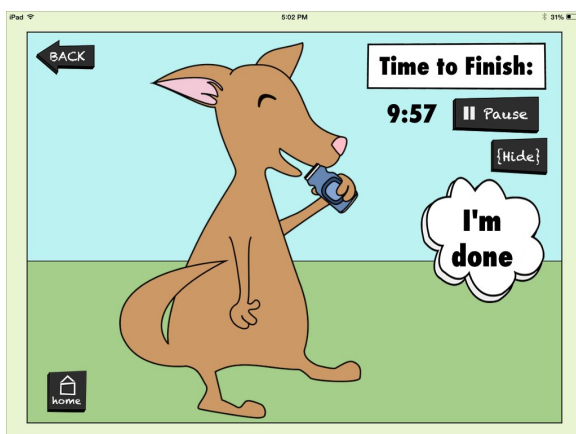 iPad
5:02 PM
31%
BACK
Time to Finish:
9:57
Pause
{Hide}
I'm
done
home